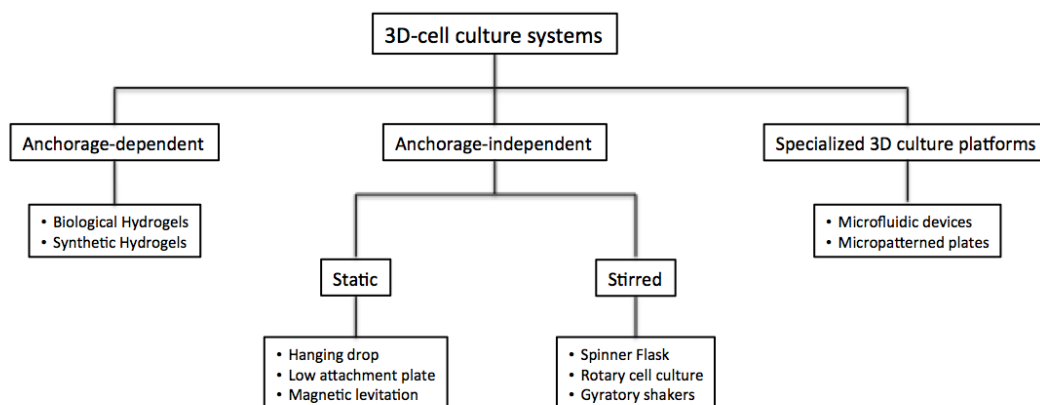 3D-cell culture systems
Anchorage-dependent
Anchorage-independent
Specialized 3D culture platforms
• Biological Hydrogels
• Synthetic Hydrogels
• Microfluidic devices
• Micropatterned plates
Static
Stirred
• Hanging drop
• Low attachment plate
• Magnetic levitation
• Spinner Flask
• Rotary cell culture
• Gyratory shakers